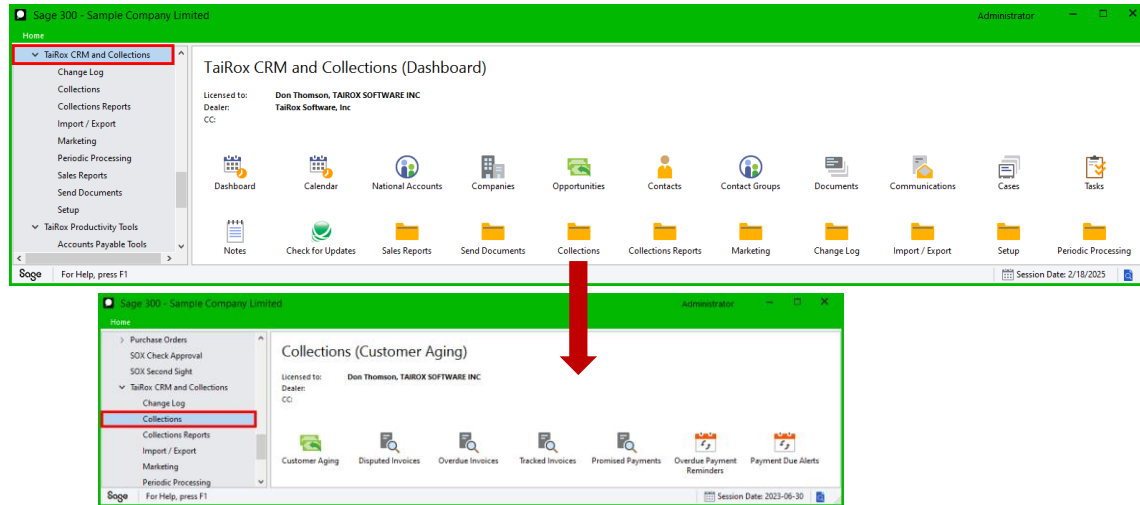 Sage 300 - Sample Company Limited
Administrator
Home
TaiRox CRM and Collections
Change Log
Collections
Collections Reports
Import / Export
Marketing
Periodic Processing
Sales Reports
Send Documents
Setup
TaiRox Productivity Tools
Accounts Payable Tools
TaiRox CRM and Collections (Dashboard)
Licensed to: Don Thomson, TAIROX SOFTWARE INC
Dealer: TaiRox Software, Inc
CC:
Dashboard Calendar National Accounts Companies Opportunities Contacts Contact Groups Documents Communications Cases Tasks
Notes Check for Updates Sales Reports Send Documents Collections Collections Reports Marketing Change Log Import / Export Setup Periodic Processing
Sage For Help, press F1
Session Date: 2/18/2025
Sage 300 - Sample Company Limited
Administrator
Home
Purchase Orders
SOX Check Approval
SOX Second Sight
TaiRox CRM and Collections
Change Log
Collections
Collections Reports
Import / Export
Marketing
Periodic Processing
Collections (Customer Aging)
Licensed to: Don Thomson, TAIROX SOFTWARE INC
Dealer:
CC:
Customer Aging Disputed Invoices Overdue Invoices Tracked Invoices Promised Payments Overdue Payment Payment Due Alerts
Reminders
Sage For Help, press F1
Session Date: 2023-06-30